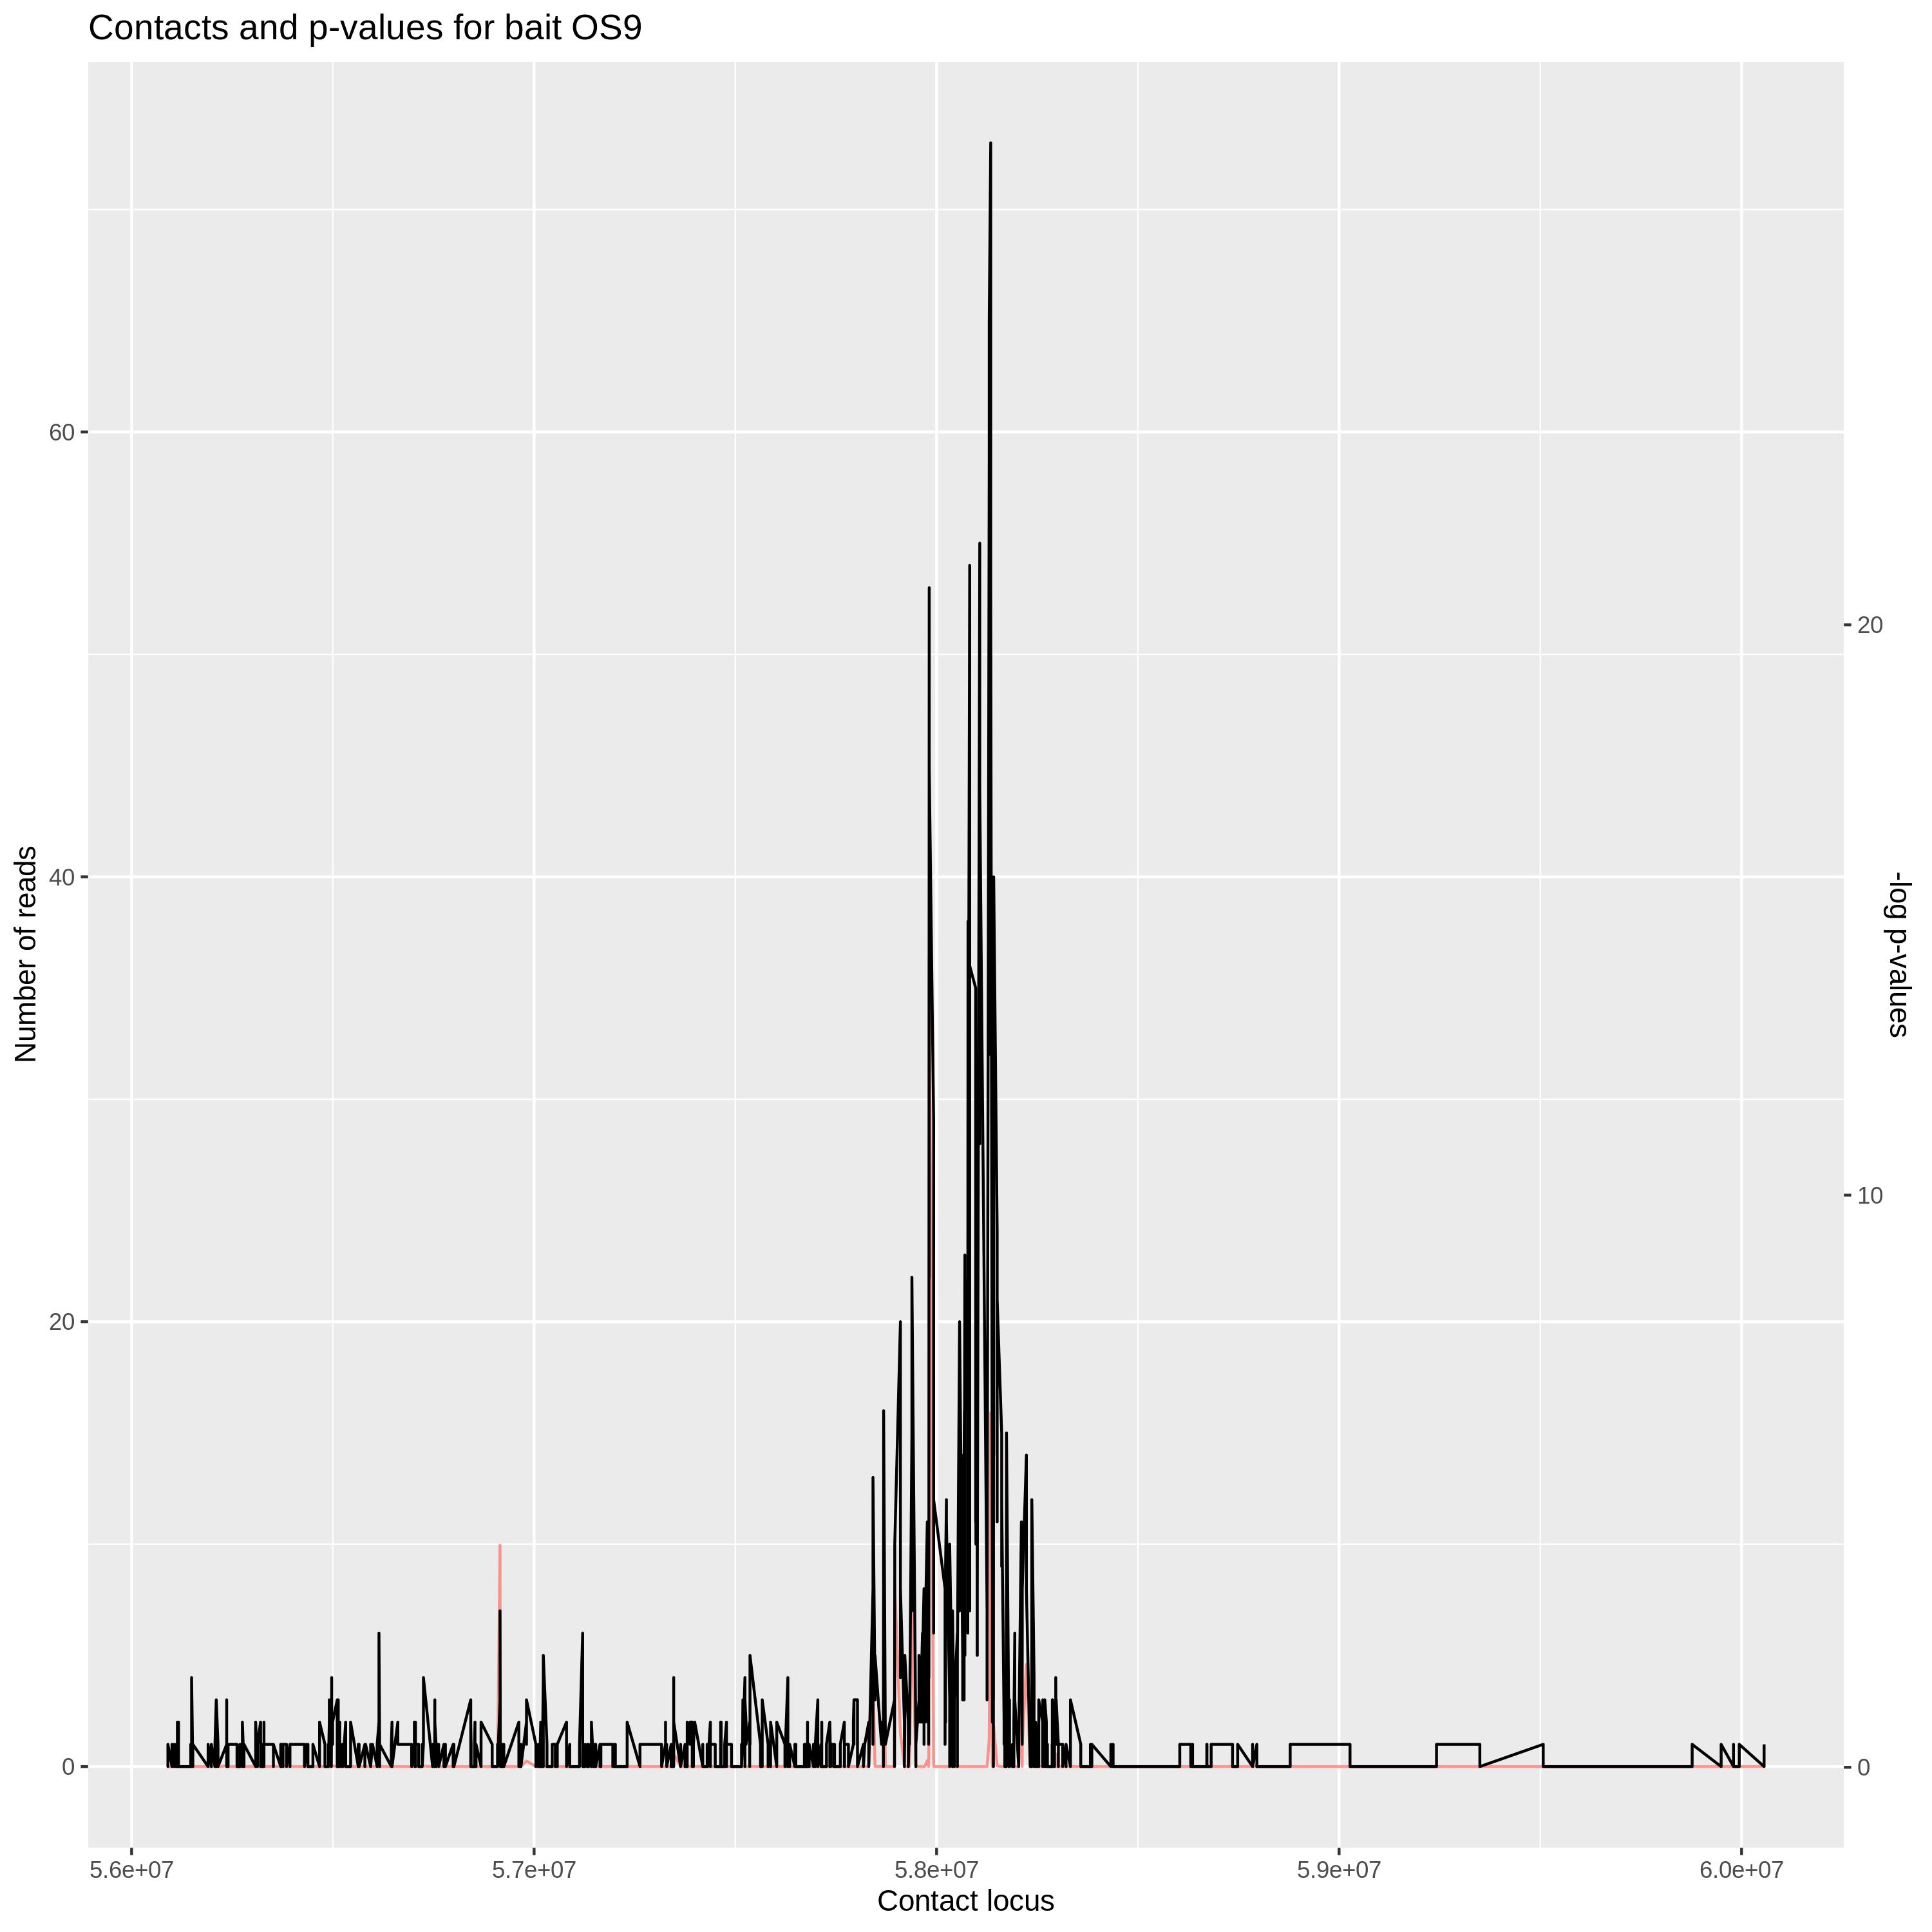 Contacts and p-values for bait OS9
60
40
20
0
Number of reads
20
10
0
-log p-values
5.6e+07
5.7e+07
5.8e+07
5.9e+07
6.0e+07
Contact locus